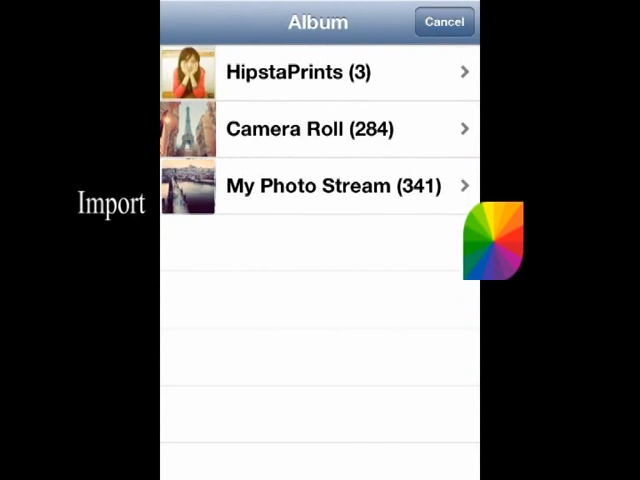 Album
Cancel
HipstaPrints (3)
Camera Roll (284)
My Photo Stream (341)
Import